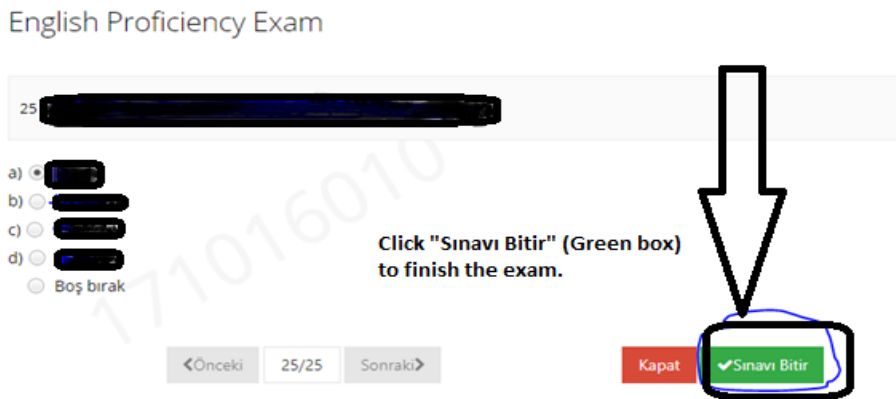 English Proficiency Exam
25
a)
b)
c)
d)
Boş bırak
171016010
Click "Sınavı Bitir" (Green box)
to finish the exam.
Önceki
25/25
Sonraki
Kapat
Sınavı Bitir